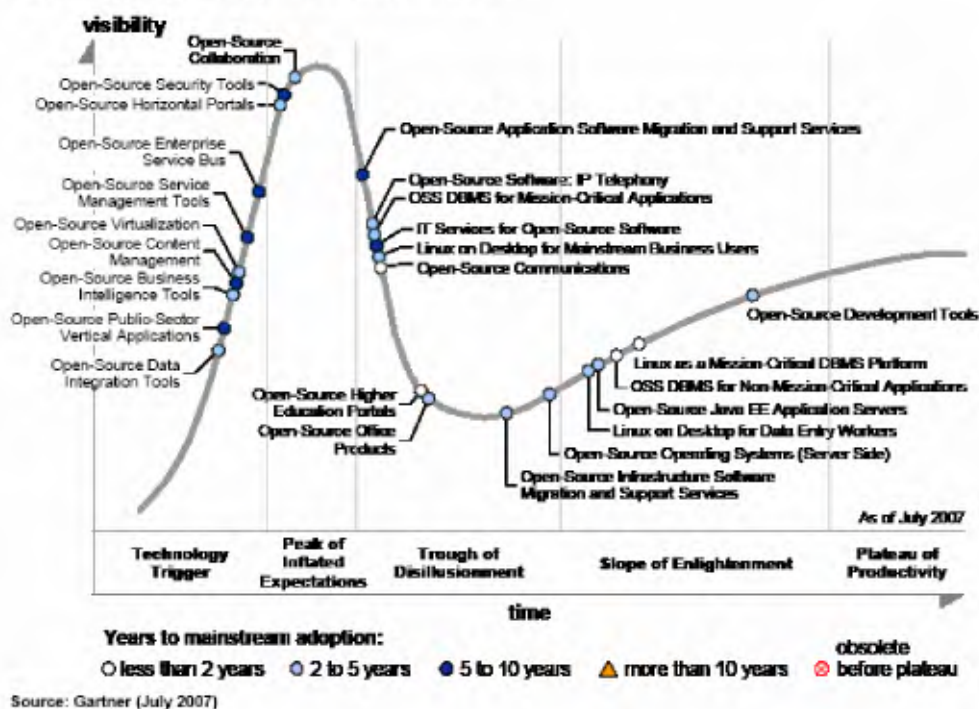 visibility
Open-Source
Collaboration
Open-Source Security Tools
Open-Source Horizontal Portals
Open-Source Enterprise
Service Bus
Open-Source Service
Management Tools
Open-Source Virtualization
Open-Source Content
Management
Open-Source Business
Intelligence Tools
Open-Source Public-Sector
Vertical Applications
Open-Source Data
Integration Tools
Open-Source Application Software Migration and Support Services
Open-Source Software: IP Telephony
OSS DBMS for Mission-Critical Applications
IT Services for Open-Source Software
Linux on Desktop for Mainstream Business Users
Open-Source Communications
Open-Source Higher
Education Portals
Open-Source Office
Products
Open-Source Development Tools
Linux as a Mission-Critical DBMS Platform
OSS DBMS for Non-Mission-Critical Applications
Open-Source Java EE Application Servers
Linux on Desktop for Data Entry Workers
Open-Source Operating Systems (Server Side)
Open-Source Infrastructure Software
Migration and Support Services
As of July 2007
Technology
Trigger
Peak of
Inflated
Expectations
Trough of
Disillusionment
Slope of Enlightenment
Plateau of
Productivity
time
Years to mainstream adoption:
less than 2 years
2 to 5 years
5 to 10 years
more than 10 years
obsolete
before plateau
Source: Gartner (July 2007)